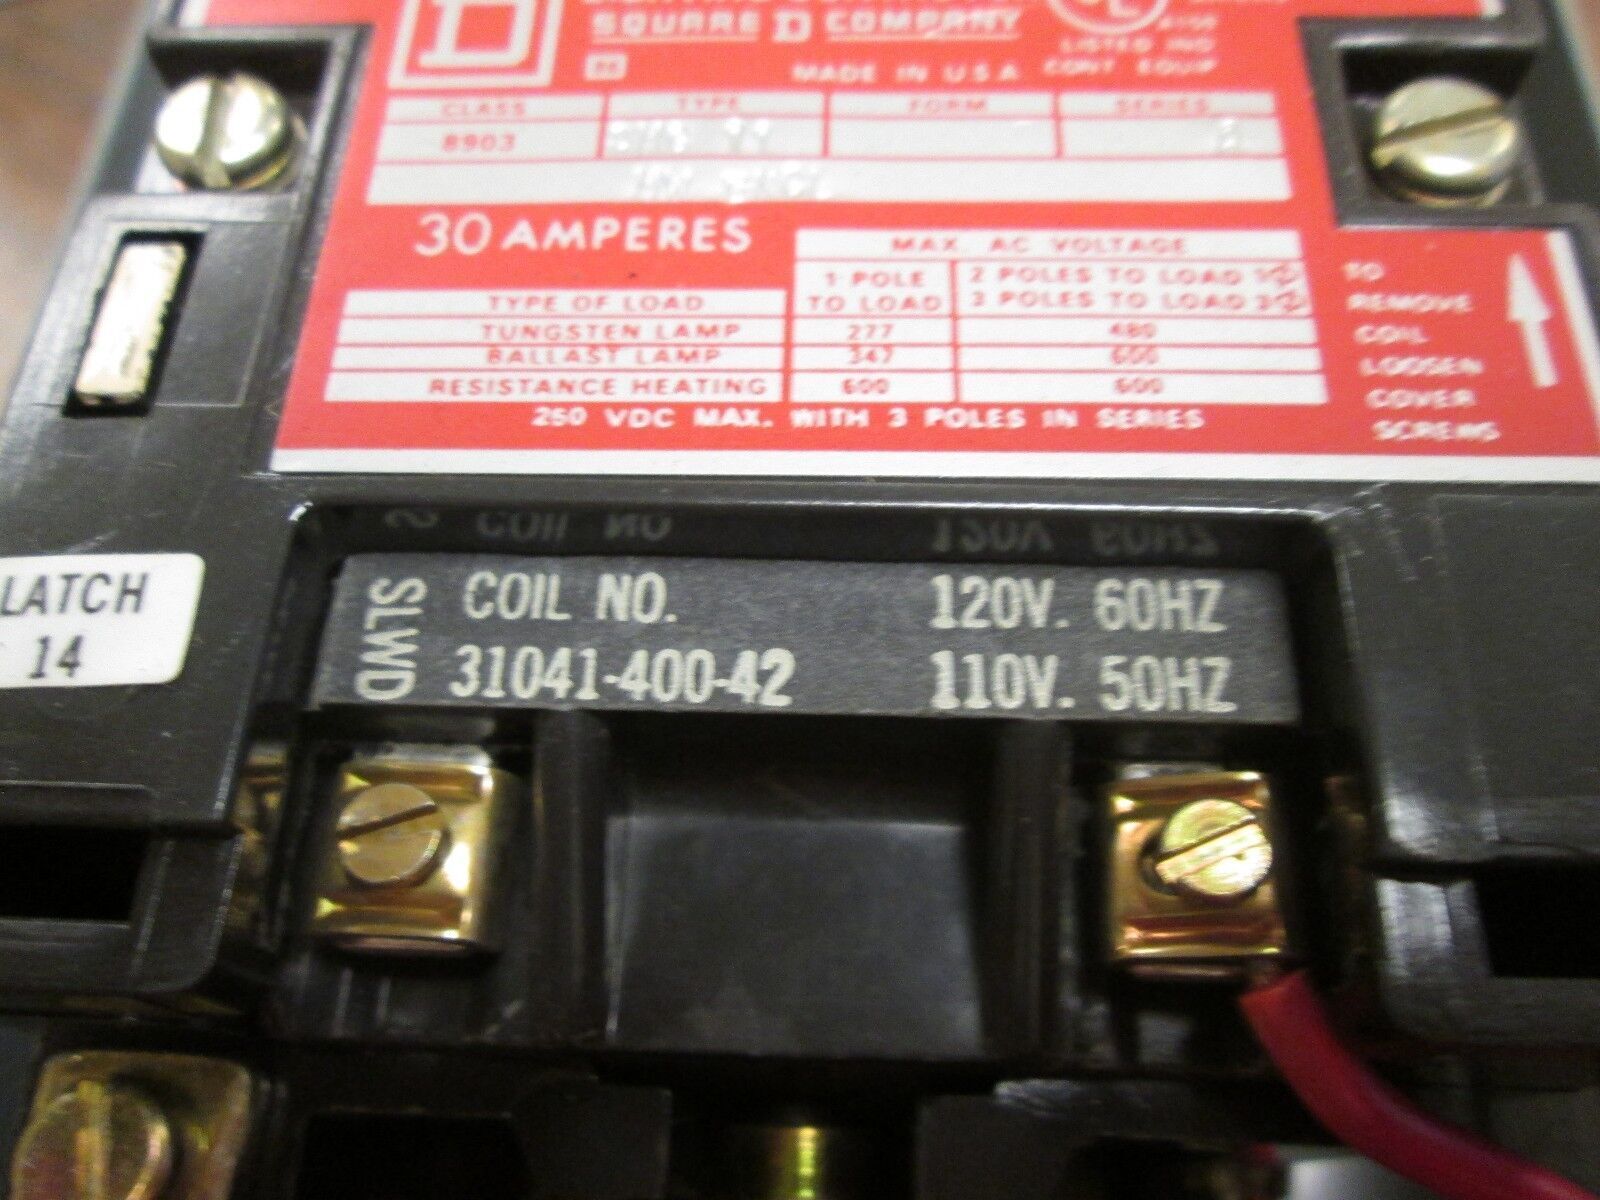 D
SQUARE D COMPANY
MADE IN U.S.A.
LISTED IND.
CONT. EQUIP.
CLASS TYPE FORM SERIES
8903
30 AMPERES
MAX. AC VOLTAGE
TYPE OF LOAD
1 POLE TO LOAD
2 POLES TO LOAD 1Ø
3 POLES TO LOAD 3Ø
TUNGSTEN LAMP 277 480
BALLAST LAMP 347 600
RESISTANCE HEATING 600 600
250 VDC MAX. WITH 3 POLES IN SERIES
TO
REMOVE
COIL
LOOSEN
COVER
SCREWS
LATCH
14
SLWD
COIL NO. 120V. 60HZ
31041-400-42 110V. 50HZ